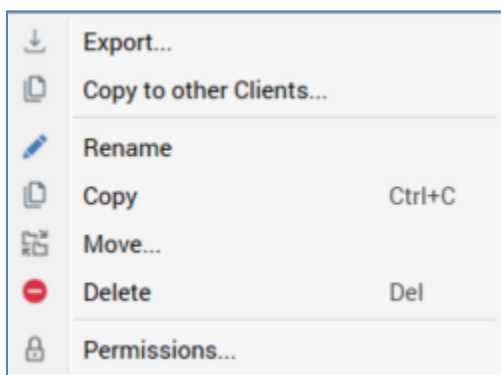 Export...
Copy to other Clients...
Rename
Copy Ctrl+C
Move...
Delete Del
Permissions...